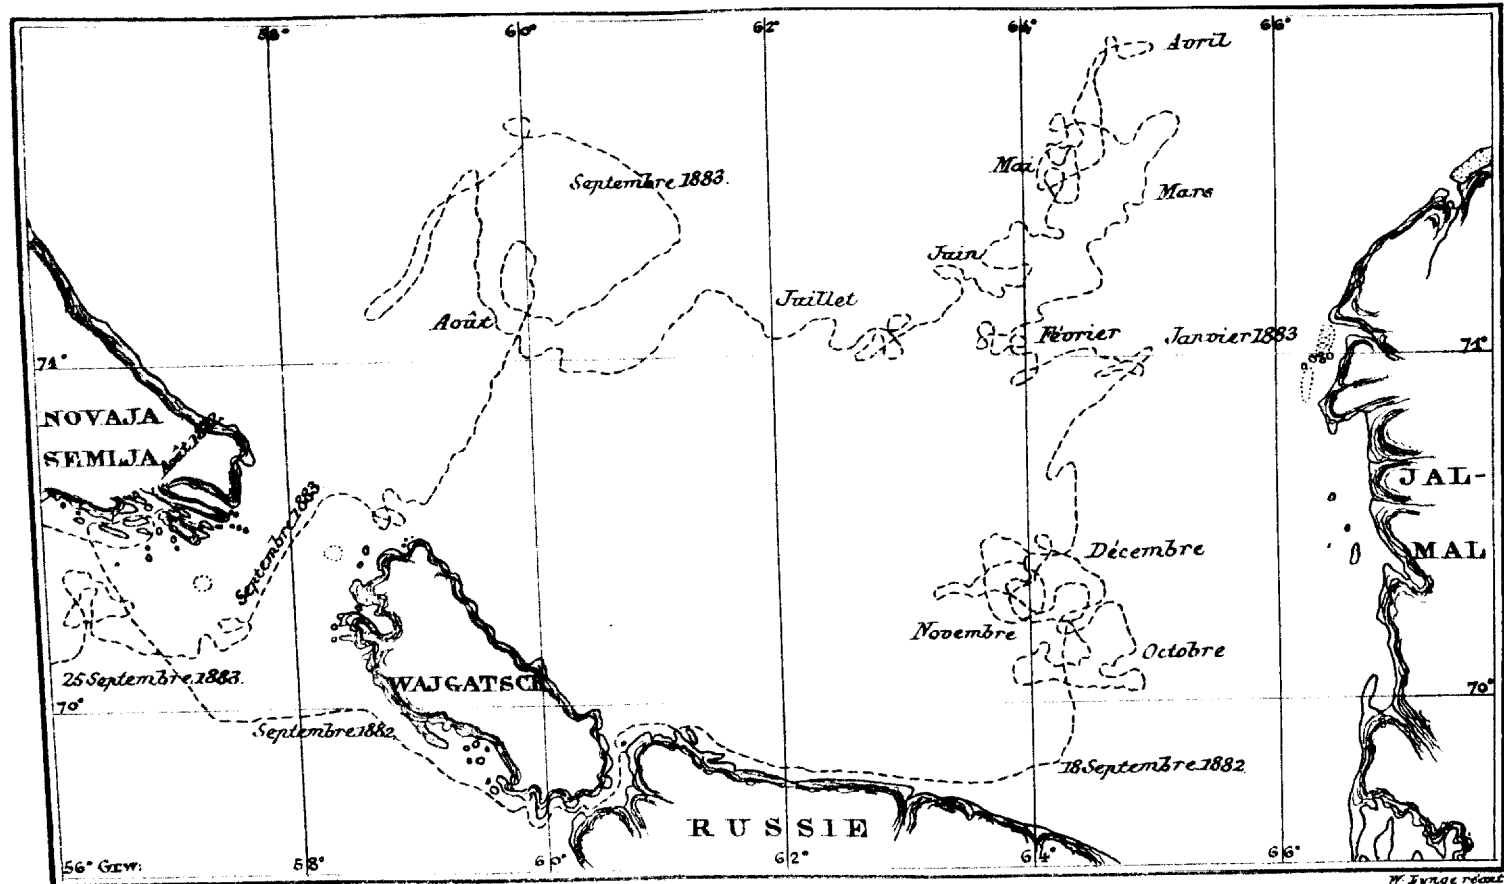 58° 60° 62° 64° 66°
Avril
Mai
Septembre 1883.
Mars
Juin
Juillet
Août
Février
Janvier 1883
71° 71°
NOVAJA
SEMLJA
JAL-
Septembre 1883
Décembre
MAL
Novembre
Octobre
25 Septembre 1883.
WAJGATSCH
70° 70°
Septembre 1882
18 Septembre 1882
RUSSIE
56° Grw: 58° 60° 62° 64° 66°